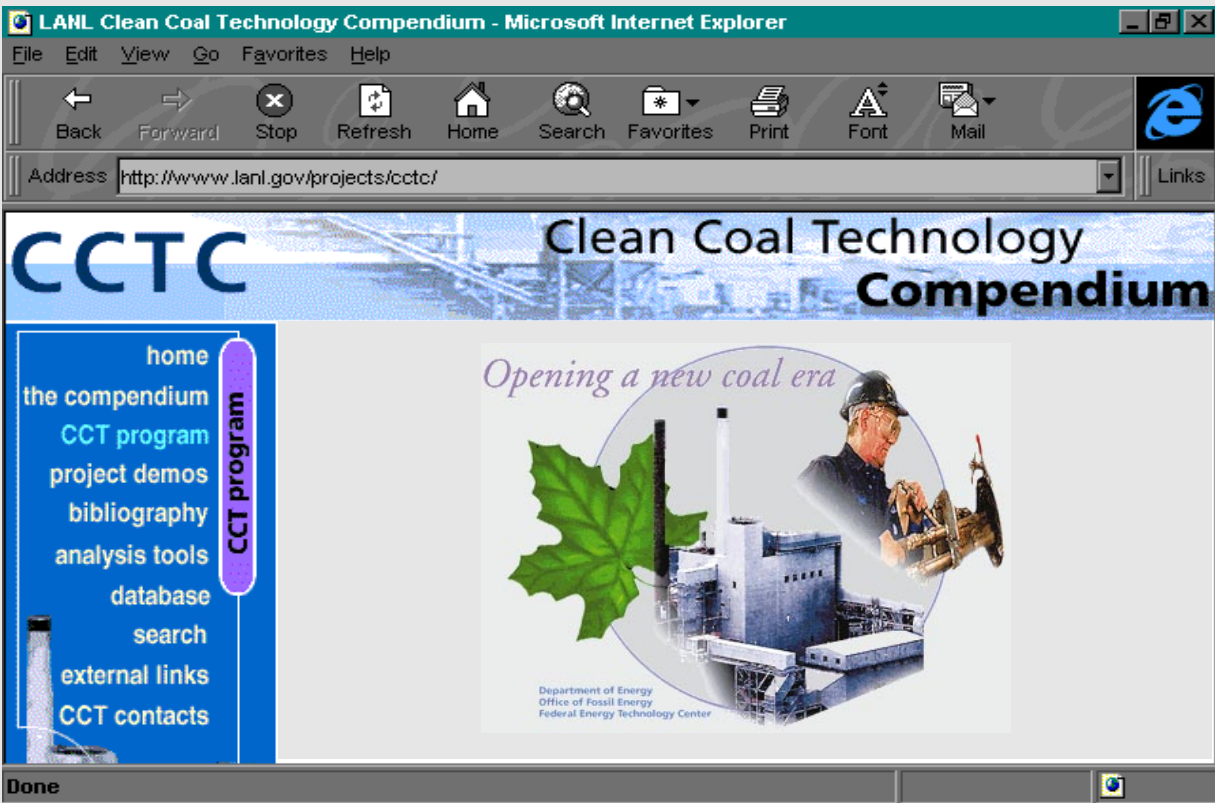 LANL Clean Coal Technology Compendium - Microsoft Internet Explorer
File Edit View Go Favorites Help
Back Forward Stop Refresh Home Search Favorites Print Font Mail
Address http://www.lanl.gov/projects/cctc/ Links
CCTC
Clean Coal Technology
Compendium
home
the compendium
CCT program
project demos
bibliography
analysis tools
database
search
external links
CCT contacts
CCT program
Opening a new coal era
Department of Energy
Office of Fossil Energy
Federal Energy Technology Center
Done